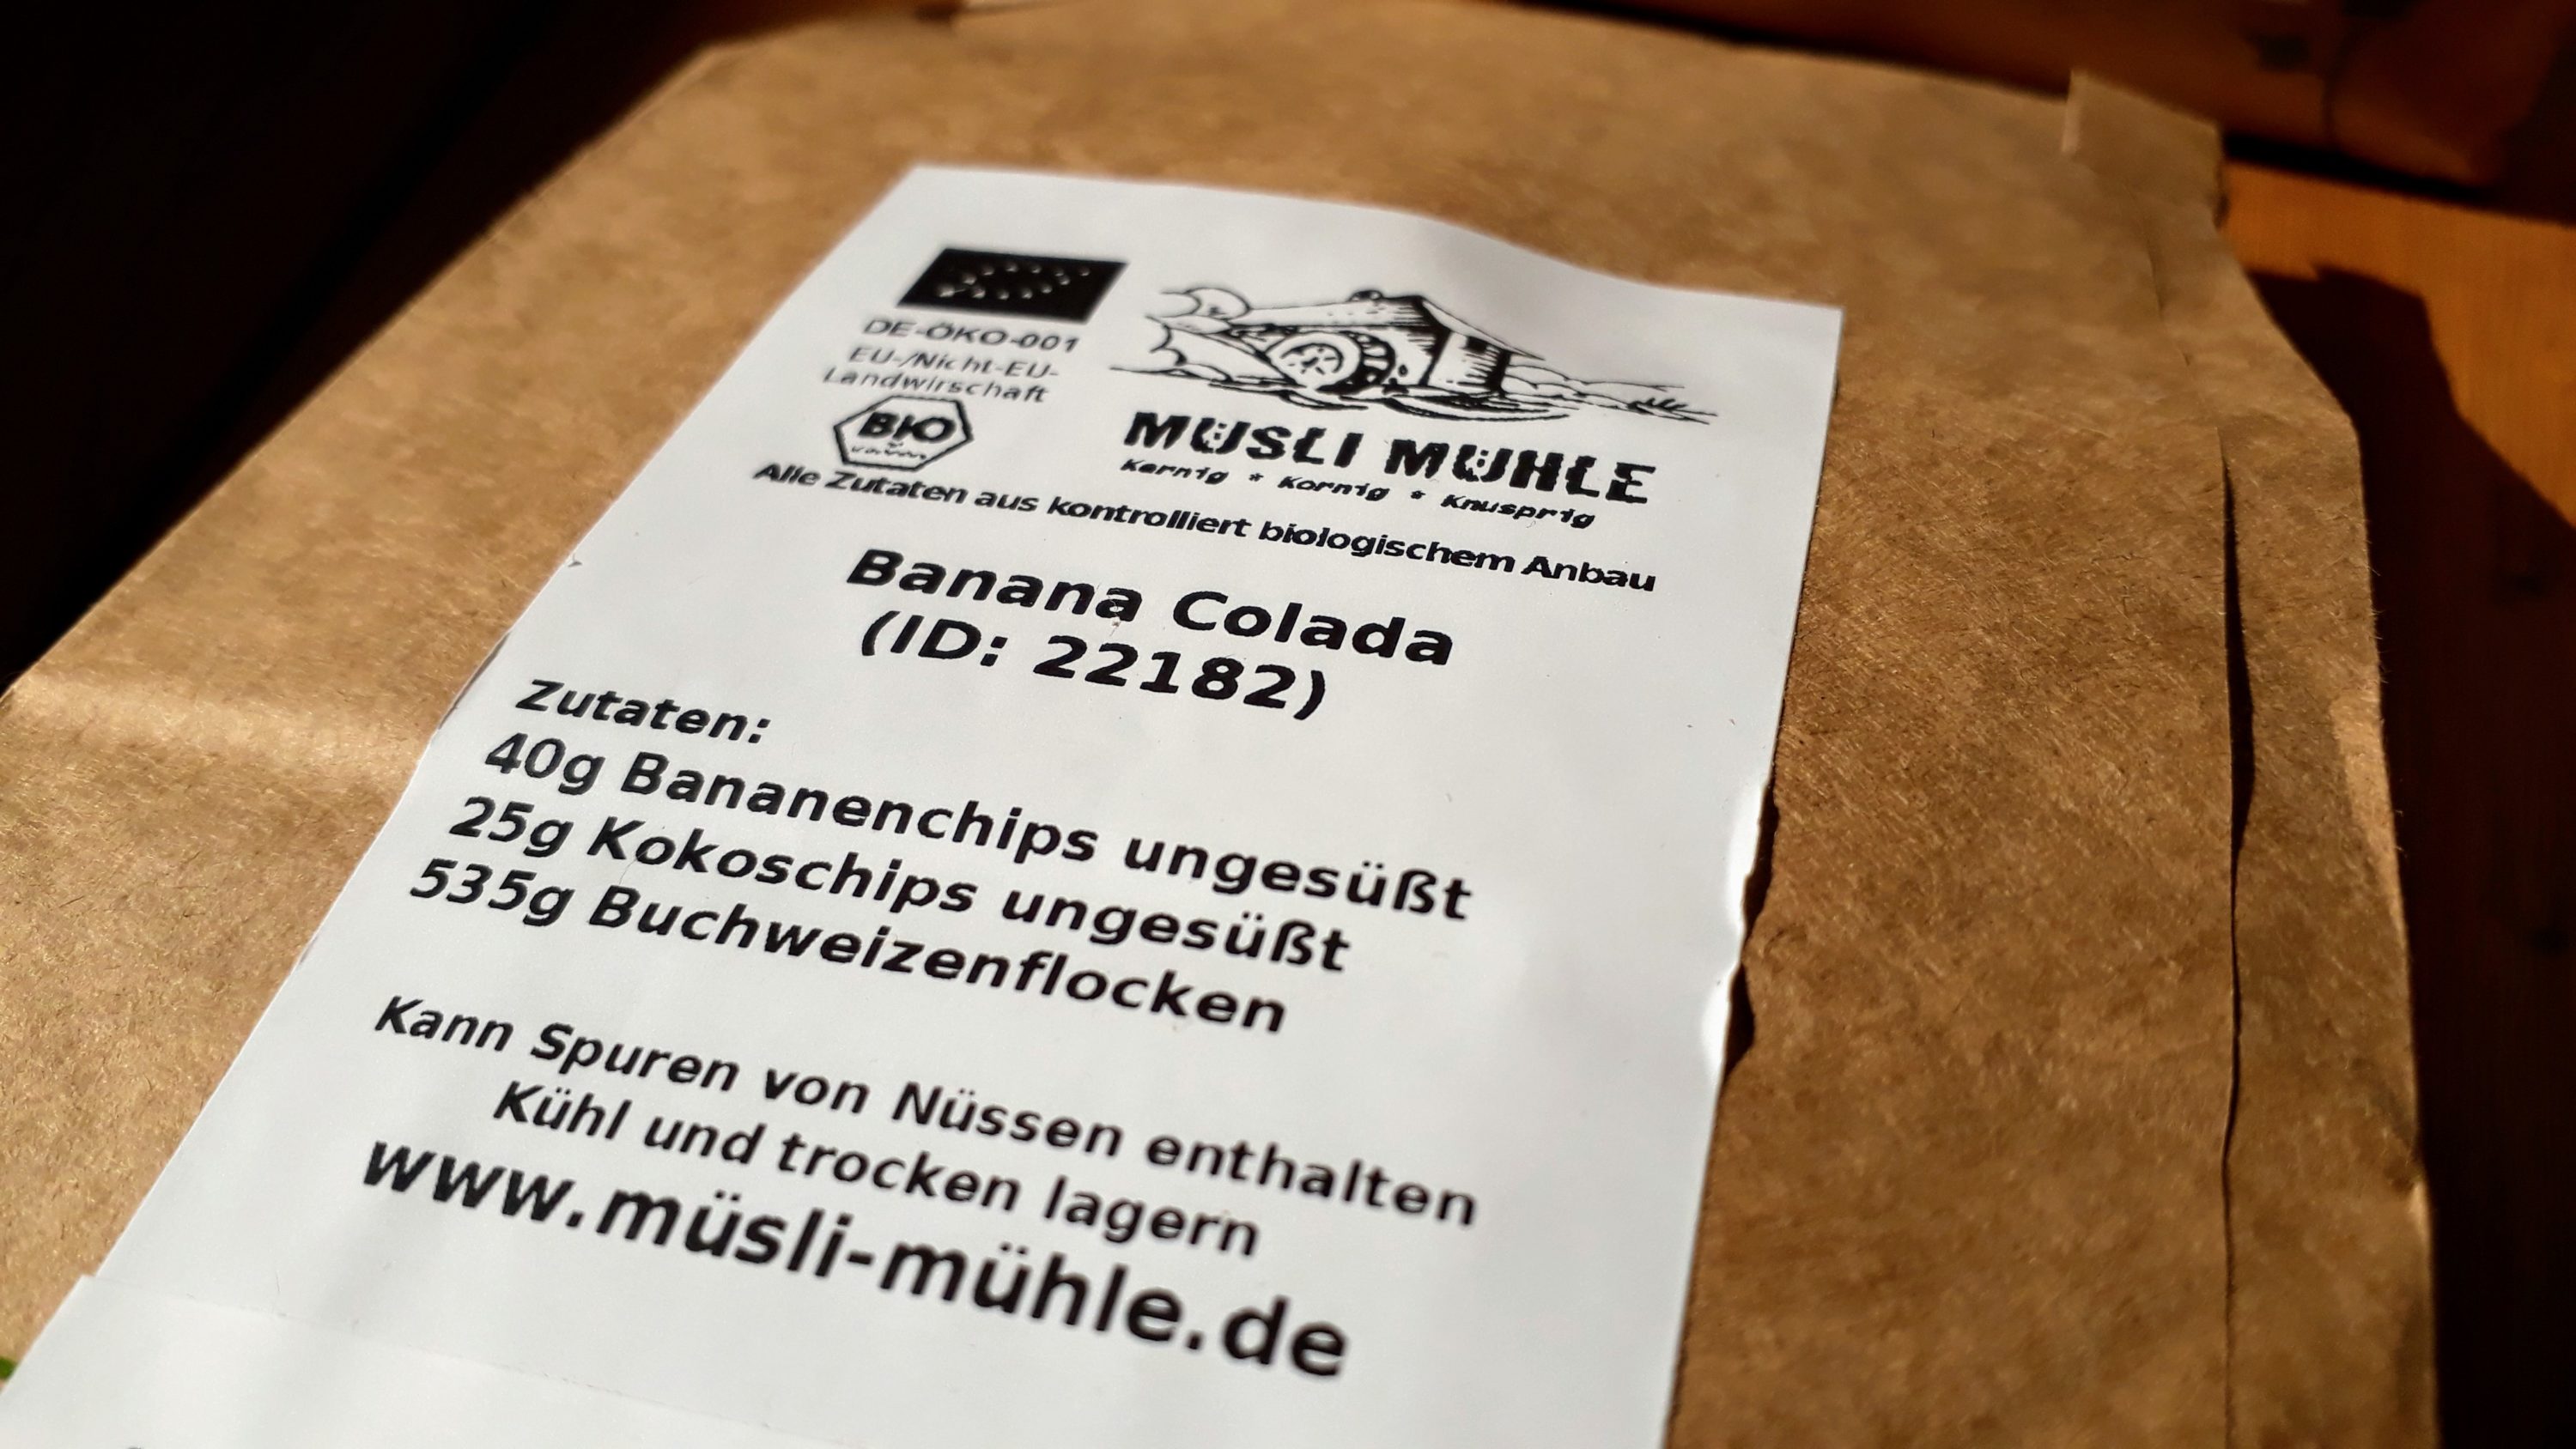 DE-ÖKO-001
EU-/Nicht-EU-
Landwirschaft
BIO
MÜSLI MÜHLE
Kernig * Kornig * Knusprig
Alle Zutaten aus kontrolliert biologischem Anbau
Banana Colada
(ID: 22182)
Zutaten:
40g Bananenchips ungesüßt
25g Kokoschips ungesüßt
535g Buchweizenflocken
Kann Spuren von Nüssen enthalten
Kühl und trocken lagern
www.müsli-mühle.de